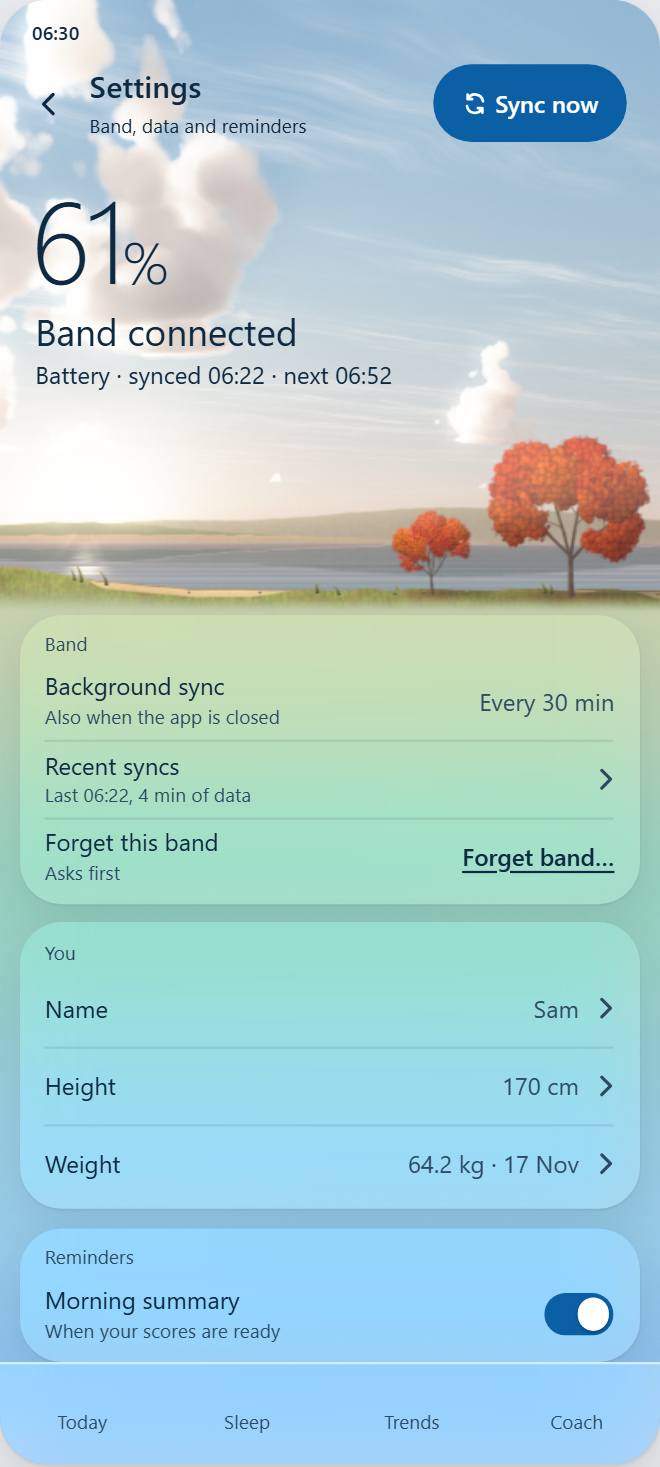 06:30
Settings
Band, data and reminders
Sync now
61%
Band connected
Battery · synced 06:22 · next 06:52
Band
Background sync
Also when the app is closed
Every 30 min
Recent syncs
Last 06:22, 4 min of data
Forget this band
Asks first
Forget band...
You
Name
Sam
Height
170 cm
Weight
64.2 kg · 17 Nov
Reminders
Morning summary
When your scores are ready
Today
Sleep
Trends
Coach